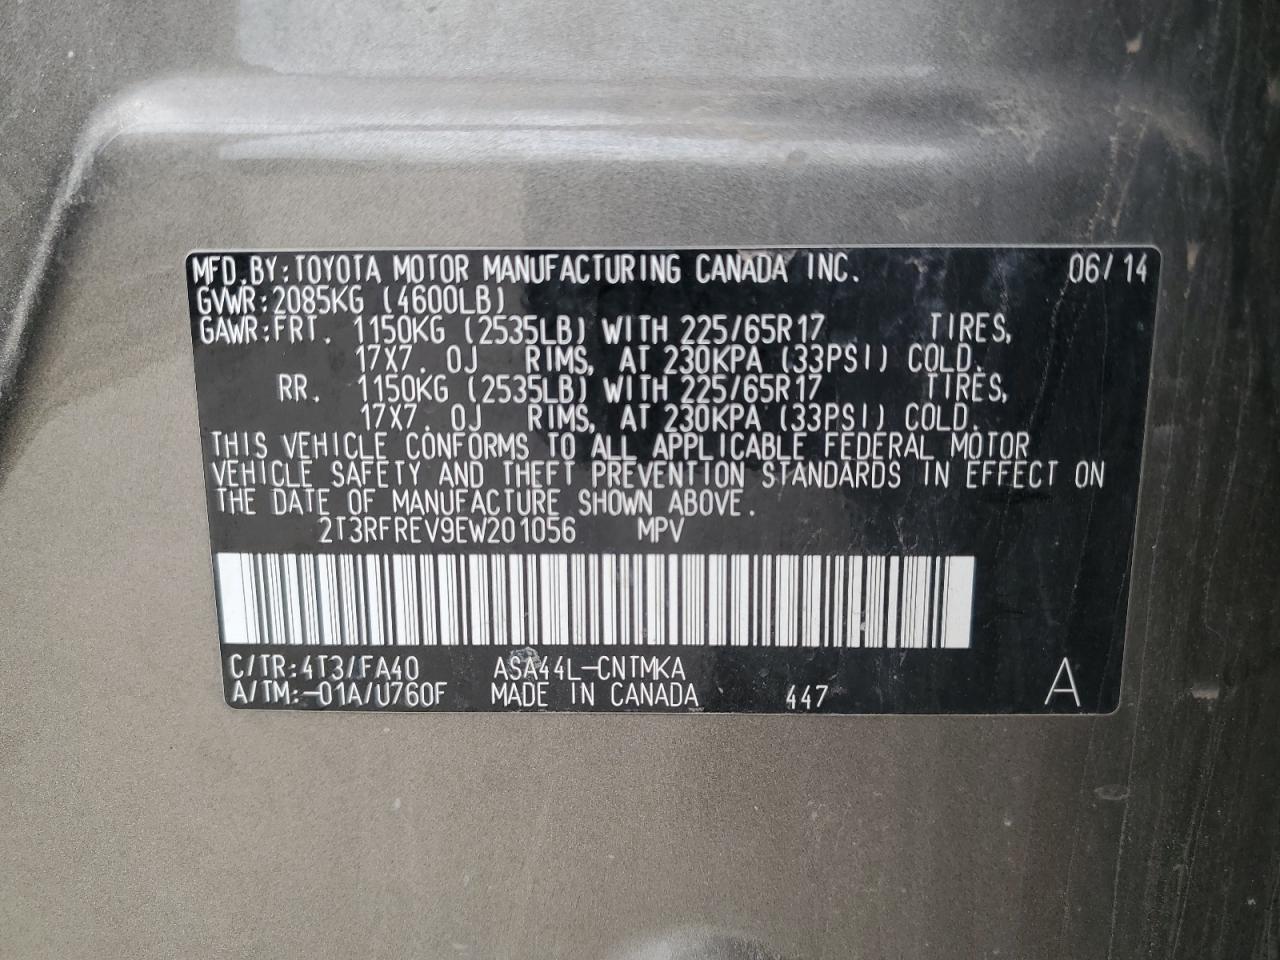 MFD. BY: TOYOTA MOTOR MANUFACTURING CANADA INC. 06/14
GVWR: 2085KG (4600LB)
GAWR: FRT. 1150KG (2535LB) WITH 225/65R17 TIRES,
17X7. 0J RIMS, AT 230KPA (33PSI) COLD.
RR. 1150KG (2535LB) WITH 225/65R17 TIRES,
17X7. 0J RIMS, AT 230KPA (33PSI) COLD.
THIS VEHICLE CONFORMS TO ALL APPLICABLE FEDERAL MOTOR
VEHICLE SAFETY AND THEFT PREVENTION STANDARDS IN EFFECT ON
THE DATE OF MANUFACTURE SHOWN ABOVE.
2T3RFREV9EW201056 MPV
C/TR: 4T3/FA40 ASA44L-CNTMKA
A/TM:-01A/U760F MADE IN CANADA 447 A